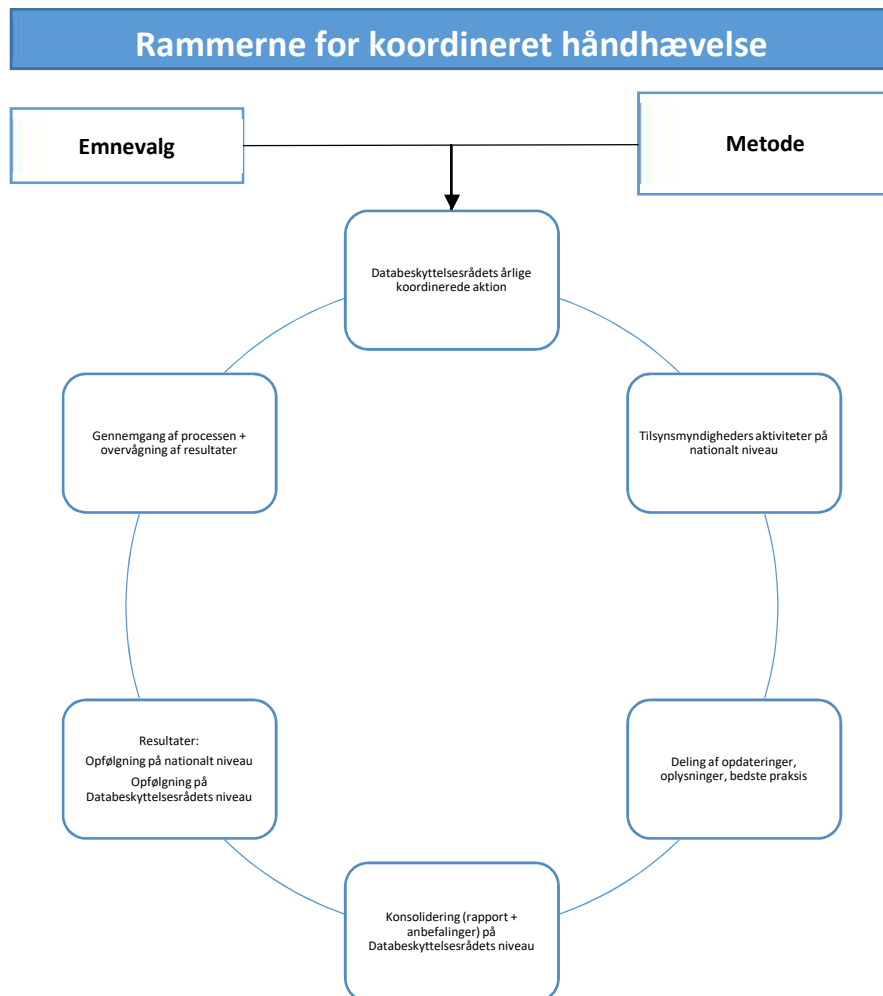 Rammerne for koordineret håndhævelse
Emnevalg
Metode
Databeskyttelsesrådets årlige
koordinerede aktion
Tilsynsmyndigheders aktiviteter på
nationalt niveau
Deling af opdateringer,
oplysninger, bedste praksis
Konsolidering (rapport +
anbefalinger) på
Databeskyttelsesrådets niveau
Resultater:
Opfølgning på nationalt niveau
Opfølgning på
Databeskyttelsesrådets niveau
Gennemgang af processen +
overvågning af resultater